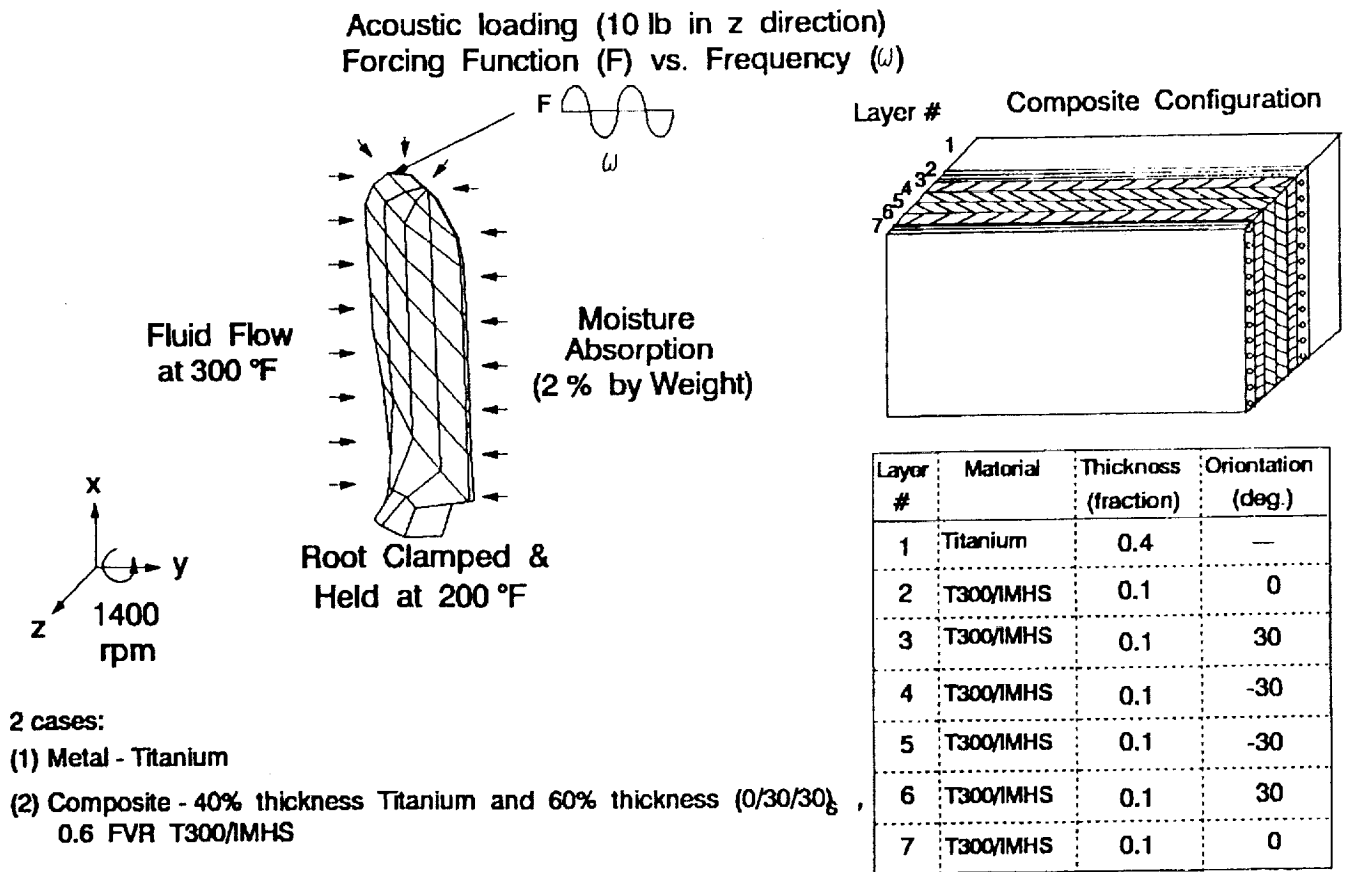 Acoustic loading (10 lb in z direction)
Forcing Function (F) vs. Frequency (ω)
F
ω
Layer #
Composite Configuration
1
2
3
4
5
6
7
Fluid Flow
at 300 °F
Moisture
Absorption
(2 % by Weight)
Root Clamped &
Held at 200 °F
x
y
z
1400
rpm
Layer # Material Thickness (fraction) Oriontation (deg.)
1 Titanium 0.4 —
2 T300/IMHS 0.1 0
3 T300/IMHS 0.1 30
4 T300/IMHS 0.1 -30
5 T300/IMHS 0.1 -30
6 T300/IMHS 0.1 30
7 T300/IMHS 0.1 0
2 cases:
(1) Metal - Titanium
(2) Composite - 40% thickness Titanium and 60% thickness (0/30/30)s ,
0.6 FVR T300/IMHS